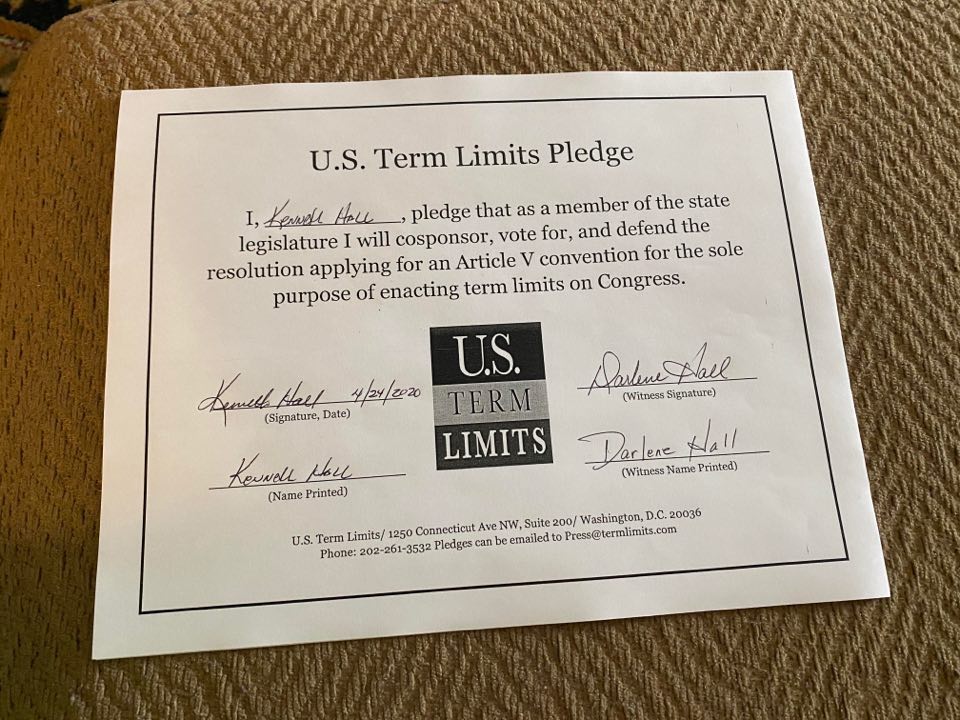 U.S. Term Limits Pledge
I, Kenneth Hall, pledge that as a member of the state
legislature I will cosponsor, vote for, and defend the
resolution applying for an Article V convention for the sole
purpose of enacting term limits on Congress.
U.S.
TERM
LIMITS
Kenneth Hall 4/24/2020
(Signature, Date)
Kenneth Hall
(Name Printed)
Darlene Hall
(Witness Signature)
Darlene Hall
(Witness Name Printed)
U.S. Term Limits/ 1250 Connecticut Ave NW, Suite 200/ Washington, D.C. 20036
Phone: 202-261-3532 Pledges can be emailed to Press@termlimits.com